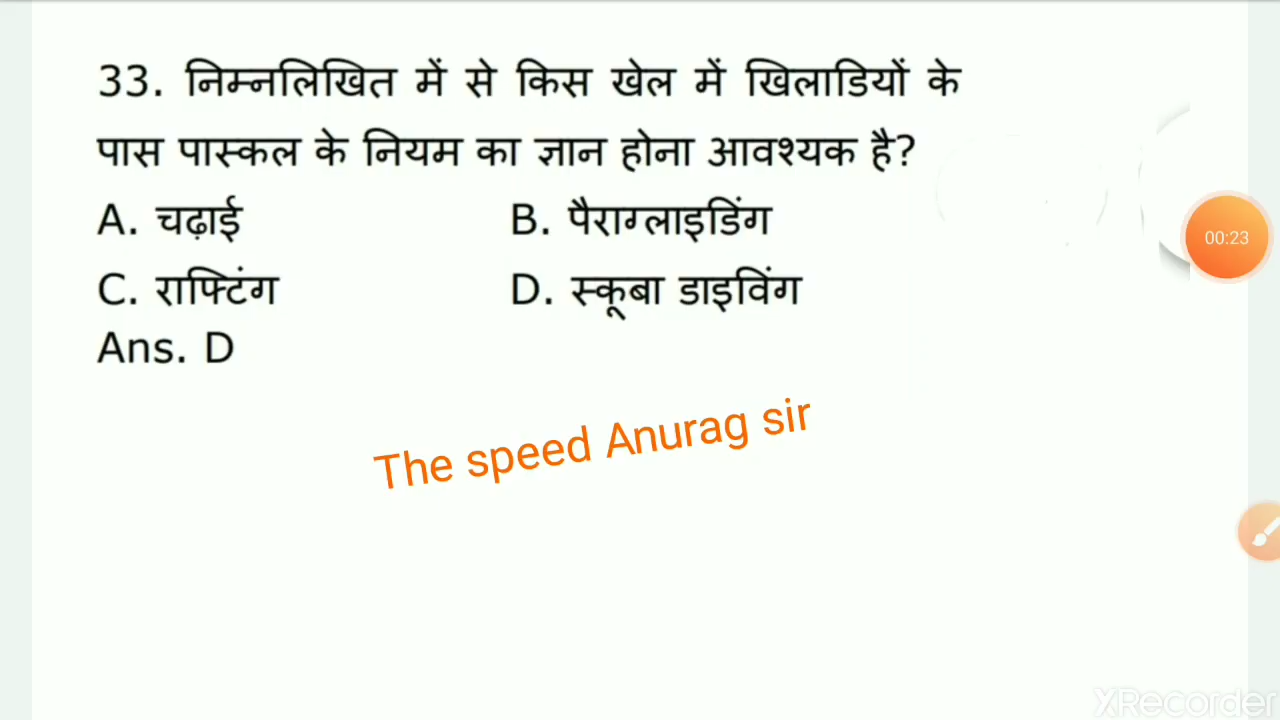 33. निम्नलिखित में से किस खेल में खिलाडियों के
पास पास्कल के नियम का ज्ञान होना आवश्यक है?
A. चढ़ाई B. पैराग्लाइडिंग
C. राफ्टिंग D. स्कूबा डाइविंग
Ans. D
The speed Anurag sir
00:23
XRecorder